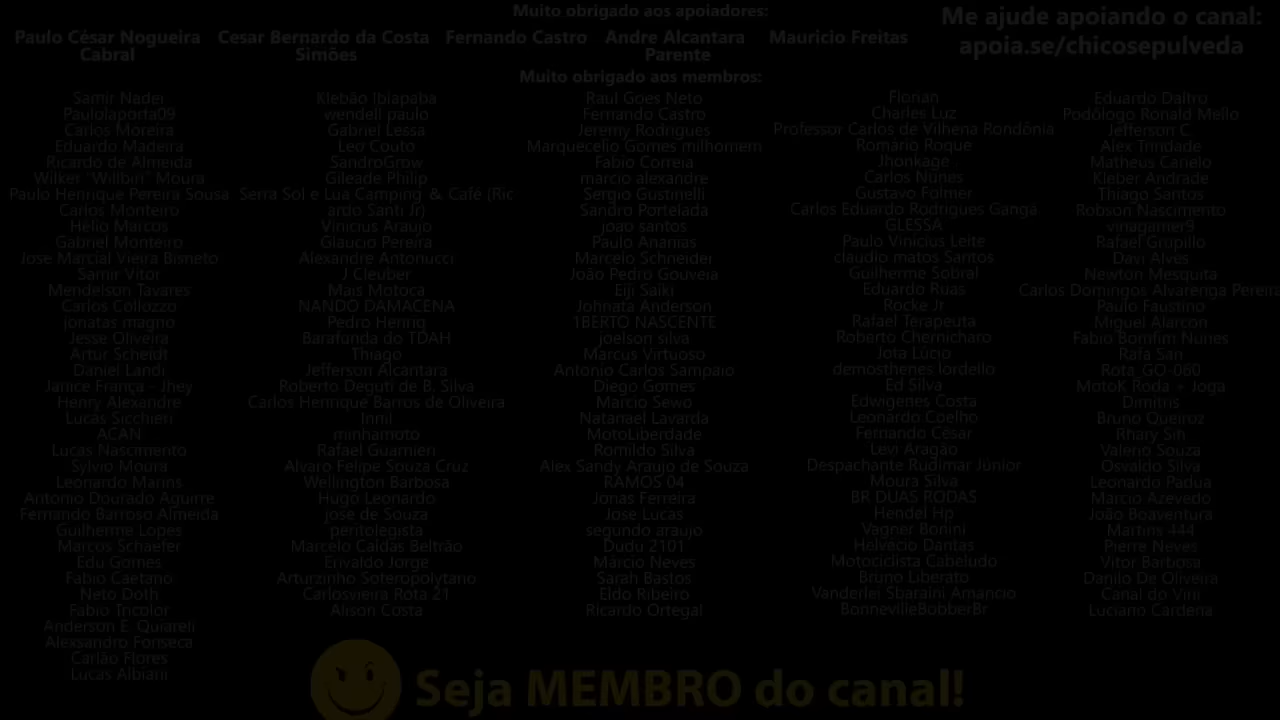 Muito obrigado aos apoiadores:
Me ajude apoiando o canal:
apoia.se/chicosepulveda
Paulo César Nogueira
Cabral
Cesar Bernardo da Costa
Simões
Fernando Castro
Andre Alcantara
Parente
Mauricio Freitas
Muito obrigado aos membros:
Samir Nader
Paulolaporta09
Carlos Moreira
Eduardo Madeira
Ricardo de Almeida
Wilker "Willbin" Moura
Paulo Henrique Pereira Sousa
Carlos Monteiro
Helio Marcos
Gabriel Monteiro
Jose Marcial Vieira Bisneto
Samir Vitor
Mendelson Tavares
Carlos Collozzo
jonatas magno
Jesse Oliveira
Artur Scheidt
Daniel Landi
Janice França - Jhey
Henry Alexandre
Lucas Sicchieri
ACAN
Lucas Nascimento
Sylvio Moura
Leonardo Marins
Antonio Dourado Aguirre
Fernando Barroso Almeida
Guilherme Lopes
Marcos Schaefer
Edu Gomes
Fabio Caetano
Neto Doth
Fabio Tricolor
Anderson E. Quiareli
Alexsandro Fonseca
Carlão Flores
Lucas Albiani
Klebão Ibiapaba
wendell paulo
Gabriel Lessa
Leo Couto
SandroGrow
Gileade Philip
Serra Sol e Lua Camping & Café (Ric
ardo Santi Jr)
Vinicius Araujo
Glaucio Pereira
Alexandre Antonucci
J Cleuber
Mais Motoca
NANDO DAMACENA
Pedro Henriq
Barafunda do TDAH
Thiago
Jefferson Alcantara
Roberto Deguti de B. Silva
Carlos Henrique Barros de Oliveira
Innil
minhamoto
Rafael Guarnieri
Alvaro Felipe Souza Cruz
Wellington Barbosa
Hugo Leonardo
jose de Souza
peritolegista
Marcelo Caldas Beltrão
Erivaldo Jorge
Arturzinho Soteropolytano
Carlosvieira Rota 21
Alison Costa
Raul Goes Neto
Fernando Castro
Jeremy Rodrigues
Marquecelio Gomes milhomem
Fabio Correia
marcio alexandre
Sergio Gustinelli
Sandro Portelada
joao santos
Paulo Ananias
Marcelo Schneider
João Pedro Gouveia
Eiji Saiki
Johnata Anderson
1BERTO NASCENTE
joelson silva
Marcus Virtuoso
Antonio Carlos Sampaio
Diego Gomes
Marcio Sewo
Natanael Lavarda
MotoLiberdade
Romildo Silva
Alex Sandy Araujo de Souza
RAMOS 04
Jonas Ferreira
Jose Lucas
segundo araujo
Dudu 2101
Márcio Neves
Sarah Bastos
Eldo Ribeiro
Ricardo Ortegal
Florian
Charles Luz
Professor Carlos de Vilhena Rondônia
Romario Roque
Jhonkage
Carlos Nunes
Gustavo Folmer
Carlos Eduardo Rodrigues Ganga
GLESSA
Paulo Vinicius Leite
claudio matos Santos
Guilherme Sobral
Eduardo Ruas
Rocke Jr
Rafael Terapeuta
Roberto Chernicharo
Jota Lúcio
demosthenes lordello
Ed Silva
Edwigenes Costa
Leonardo Coelho
Fernando César
Levi Aragão
Despachante Rudimar Júnior
Moura Silva
BR DUAS RODAS
Hendel Hp
Vagner Bonini
Helvecio Dantas
Motociclista Cabeludo
Bruno Liberato
Vanderlei Sbaraini Amancio
BonnevilleBobberBr
Eduardo Daltro
Podólogo Ronald Mello
Jefferson C.
Alex Trindade
Matheus Canelo
Kleber Andrade
Thiago Santos
Robson Nascimento
vinagamer9
Rafael Grupillo
Davi Alves
Newton Mesquita
Carlos Domingos Alvarenga Pereira
Paulo Faustino
Miguel Alarcon
Fabio Bomfim Nunes
Rafa San
Rota_GO-060
MotoK Roda + Joga
Dimitris
Bruno Queiroz
Rhary Sih
Valerio Souza
Osvaldo Silva
Leonardo Padua
Marcio Azevedo
João Boaventura
Martins 444
Pierre Neves
Vitor Barbosa
Danilo De Oliveira
Canal do Vini
Luciano Cardena
Seja MEMBRO do canal!